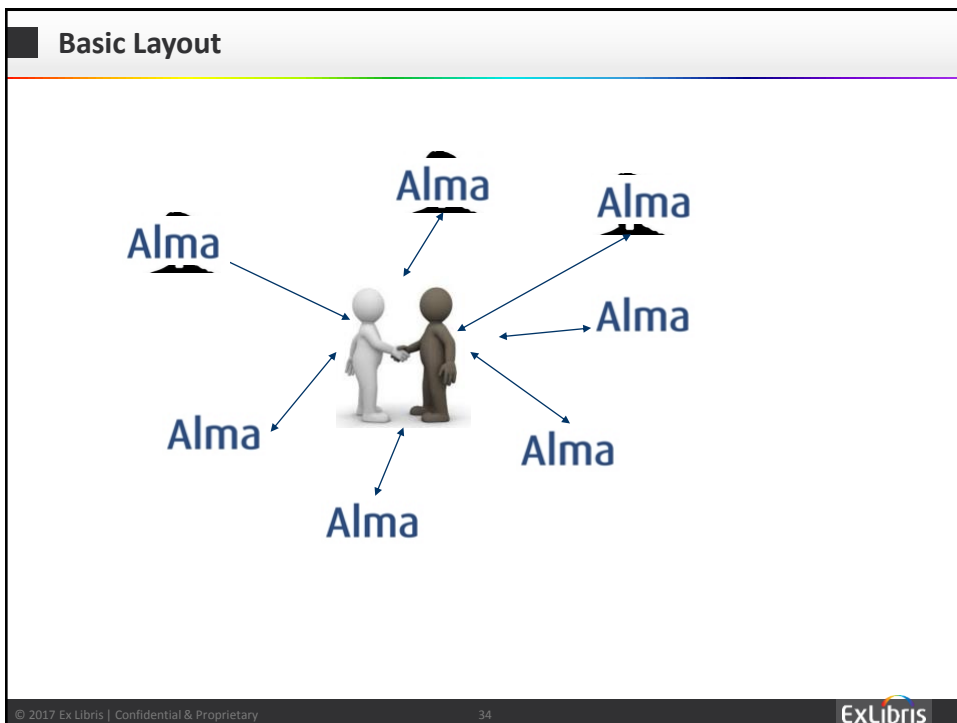 Basic Layout
Alma
Alma
Alma
Alma
Alma
Alma
Alma
© 2017 Ex Libris | Confidential & Proprietary
34
ExLibris